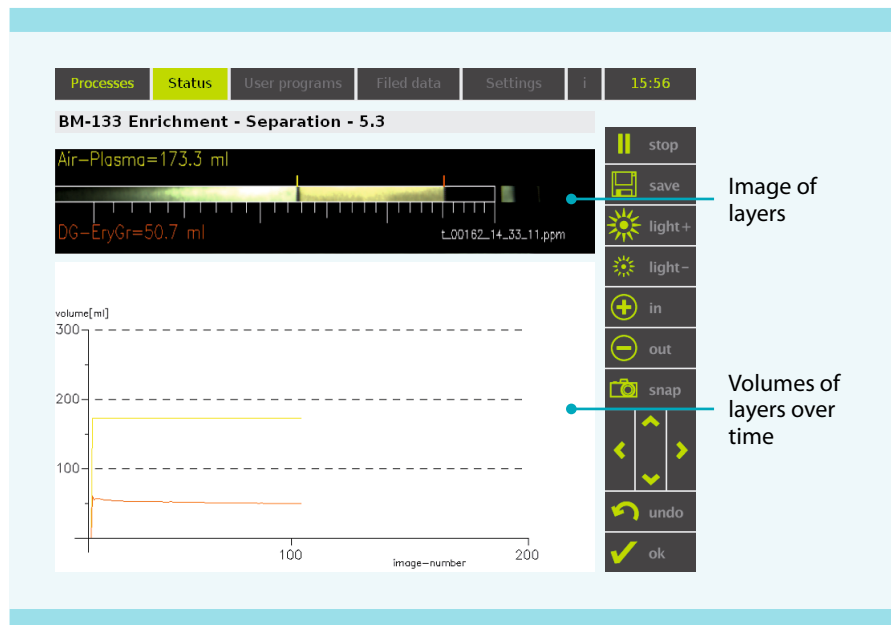 Processes Status User programs Filed data Settings i 15:56
BM-133 Enrichment - Separation - 5.3
Air-Plasma=173.3 ml
DG-EryGr=50.7 ml
t_00162_14_33_11.ppm
stop
save
light+
light-
in
out
snap
undo
ok
Image of
layers
volume[ml]
300
200
100
100
200
image-number
Volumes of
layers over
time